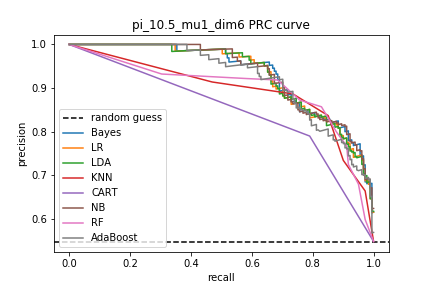 pi_10.5_mu1_dim6 PRC curve
1.0
0.9
0.8
0.7
0.6
precision
random guess
Bayes
LR
LDA
KNN
CART
NB
RF
AdaBoost
0.0 0.2 0.4 0.6 0.8 1.0
recall